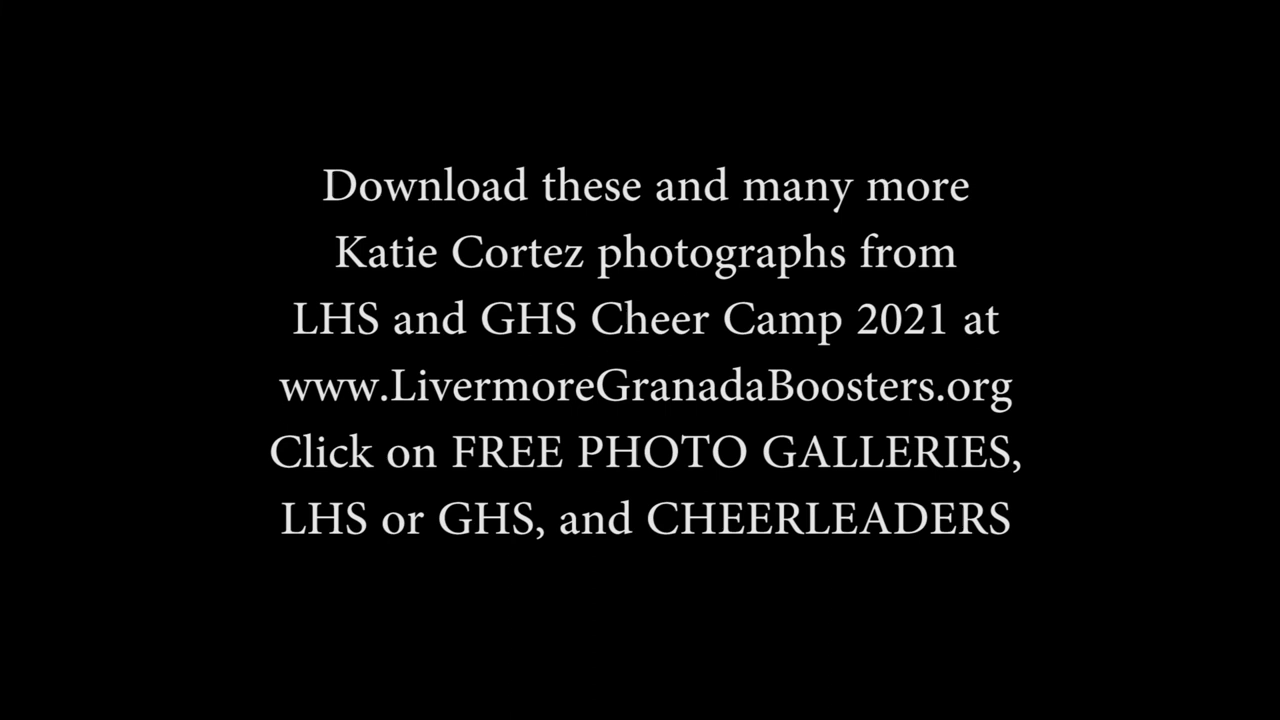 Download these and many more
Katie Cortez photographs from
LHS and GHS Cheer Camp 2021 at
www.LivermoreGranadaBoosters.org
Click on FREE PHOTO GALLERIES,
LHS or GHS, and CHEERLEADERS